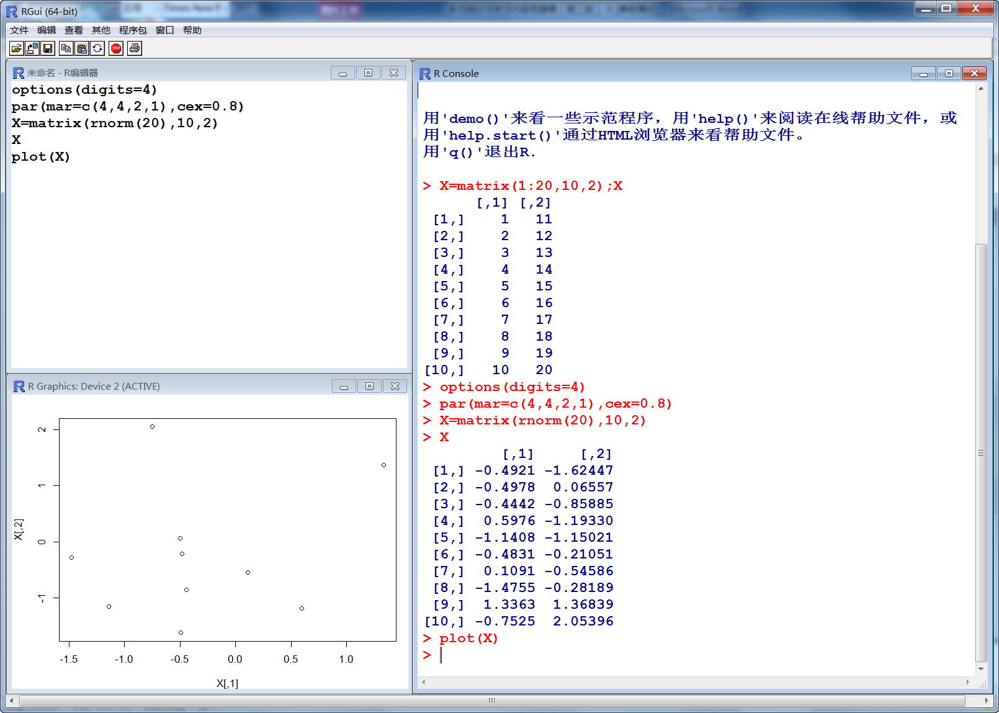 RGui (64-bit)
文件 编辑 查看 其他 程序包 窗口 帮助
STOP
未命名 - R编辑器
options(digits=4)
par(mar=c(4,4,2,1),cex=0.8)
X=matrix(rnorm(20),10,2)
X
plot(X)
R Graphics: Device 2 (ACTIVE)
2
1
0
-1
X[,2]
-1.5 -1.0 -0.5 0.0 0.5 1.0
X[,1]
R Console
用'demo()'来看一些示范程序，用'help()'来阅读在线帮助文件，或
用'help.start()'通过HTML浏览器来看帮助文件。
用'q()'退出R.
> X=matrix(1:20,10,2);X
[,1] [,2]
[1,] 1 11
[2,] 2 12
[3,] 3 13
[4,] 4 14
[5,] 5 15
[6,] 6 16
[7,] 7 17
[8,] 8 18
[9,] 9 19
[10,] 10 20
> options(digits=4)
> par(mar=c(4,4,2,1),cex=0.8)
> X=matrix(rnorm(20),10,2)
> X
[,1] [,2]
[1,] -0.4921 -1.62447
[2,] -0.4978 0.06557
[3,] -0.4442 -0.85885
[4,] 0.5976 -1.19330
[5,] -1.1408 -1.15021
[6,] -0.4831 -0.21051
[7,] 0.1091 -0.54586
[8,] -1.4755 -0.28189
[9,] 1.3363 1.36839
[10,] -0.7525 2.05396
> plot(X)
>